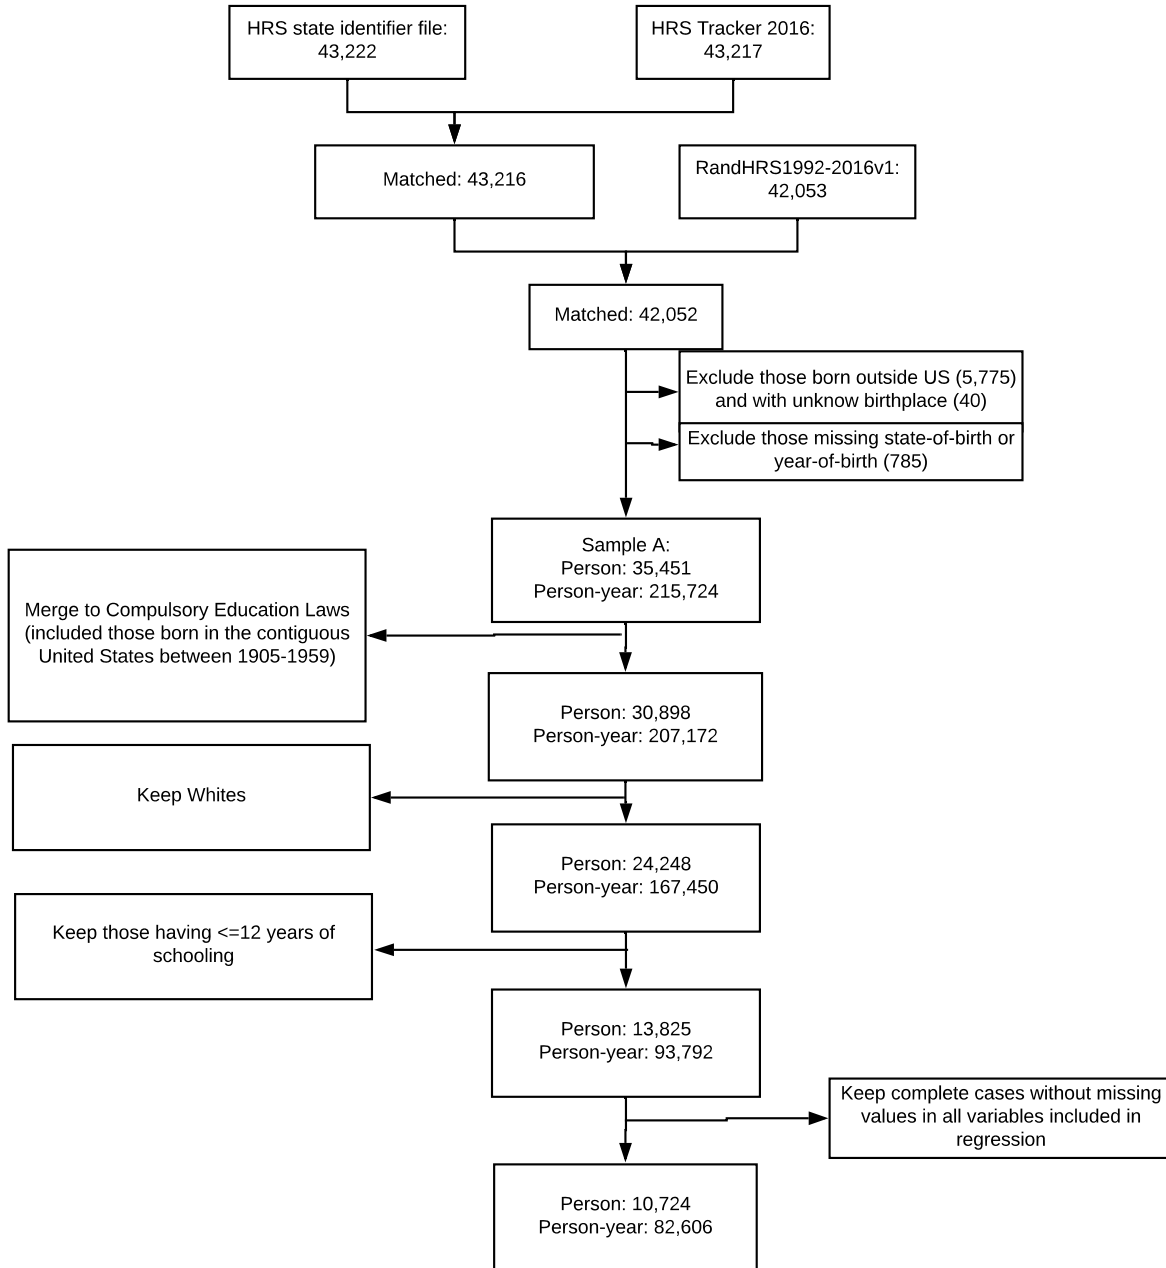 HRS state identifier file:
43,222
HRS Tracker 2016:
43,217
Matched: 43,216
RandHRS1992-2016v1:
42,053
Matched: 42,052
Exclude those born outside US (5,775)
and with unknow birthplace (40)
Exclude those missing state-of-birth or
year-of-birth (785)
Sample A:
Person: 35,451
Person-year: 215,724
Merge to Compulsory Education Laws
(included those born in the contiguous
United States between 1905-1959)
Person: 30,898
Person-year: 207,172
Keep Whites
Person: 24,248
Person-year: 167,450
Keep those having <=12 years of
schooling
Person: 13,825
Person-year: 93,792
Keep complete cases without missing
values in all variables included in
regression
Person: 10,724
Person-year: 82,606